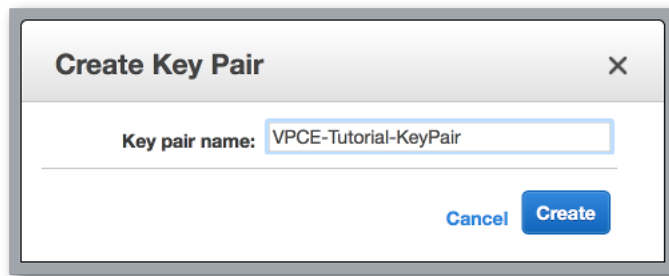 Create Key Pair ×
Key pair name: VPCE-Tutorial-KeyPair
Cancel Create